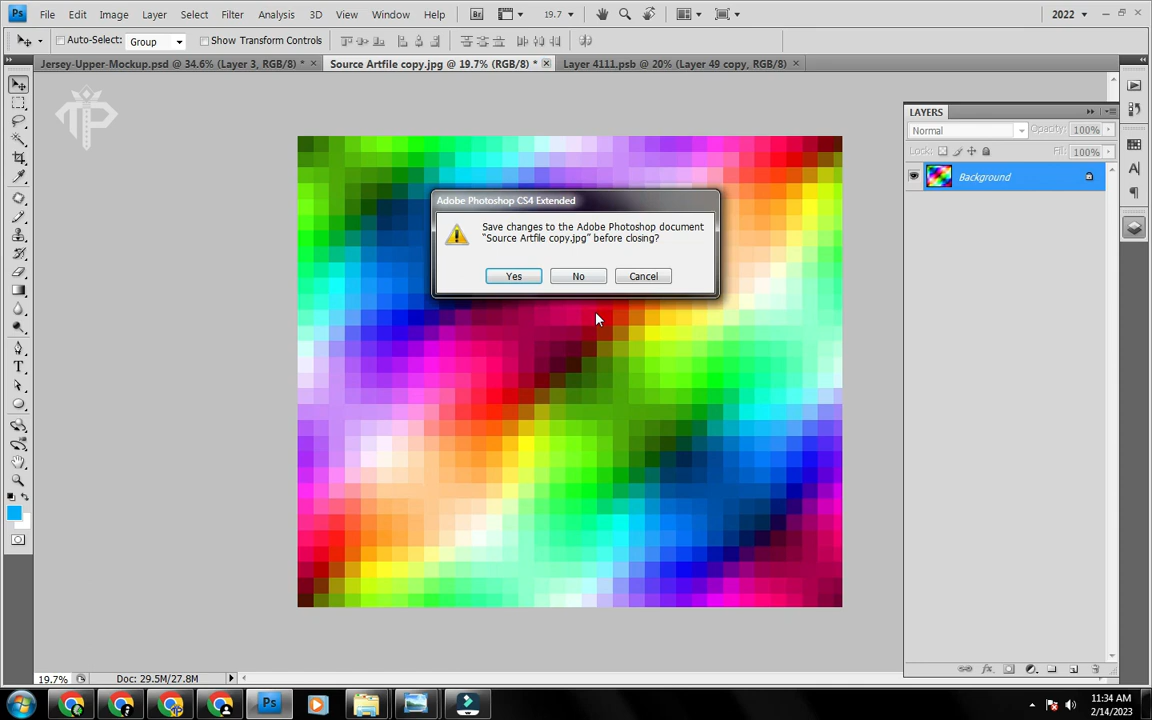 Ps File Edit Image Layer Select Filter Analysis 3D View Window Help Br 19.7 2022
Auto-Select: Group Show Transform Controls
Jersey-Upper-Mockup.psd @ 34.6% (Layer 3, RGB/8) * Source Artfile copy.jpg @ 19.7% (RGB/8) * Layer 4111.psb @ 20% (Layer 49 copy, RGB/8)
LAYERS
Normal Opacity: 100%
Lock: Fill: 100%
Background
Adobe Photoshop CS4 Extended
Save changes to the Adobe Photoshop document
“Source Artfile copy.jpg” before closing?
Yes No Cancel
19.7% Doc: 29.5M/27.8M
Ps
11:34 AM
2/14/2023